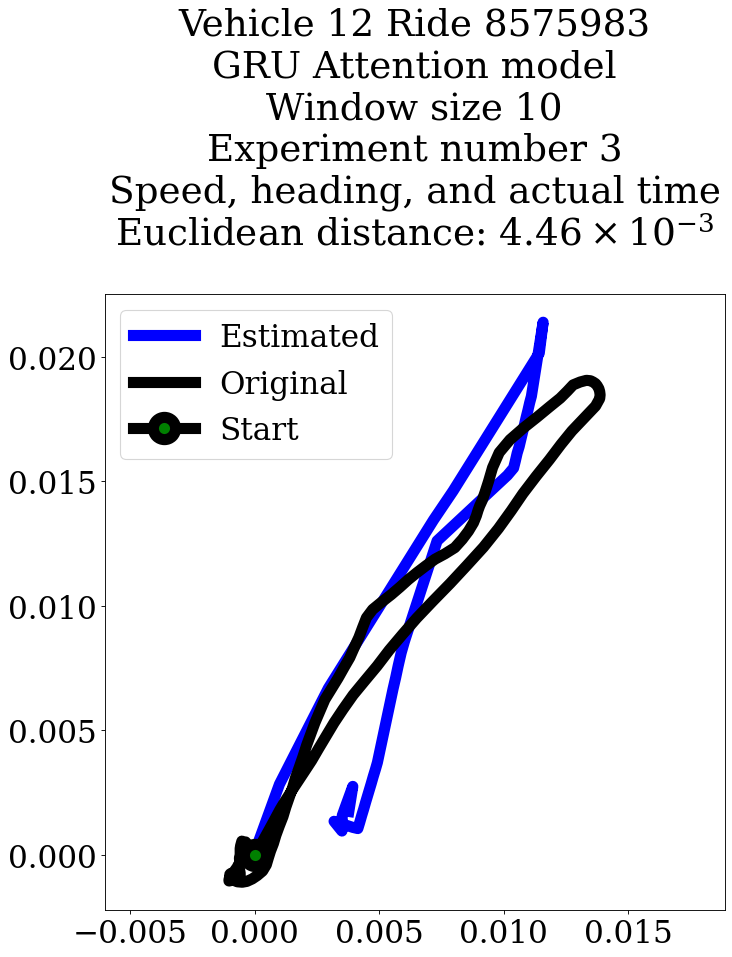 Vehicle 12 Ride 8575983
GRU Attention model
Window size 10
Experiment number 3
Speed, heading, and actual time
Euclidean distance: 4.46 × 10⁻³
Estimated
Original
Start
0.020
0.015
0.010
0.005
0.000
−0.005 0.000 0.005 0.010 0.015